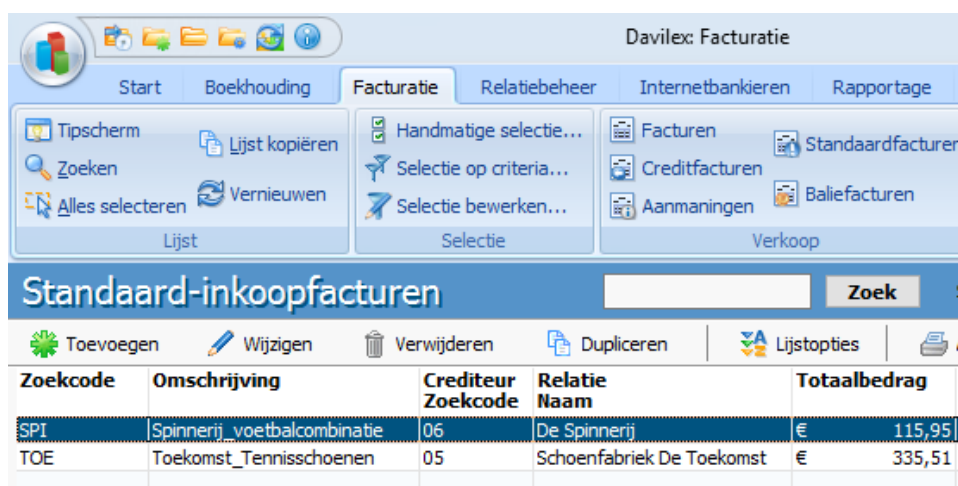 Davilex: Facturatie
Start Boekhouding Facturatie Relatiebeheer Internetbankieren Rapportage
Tipscherm
Zoeken
Alles selecteren
Lijst kopiëren
Vernieuwen
Lijst
Handmatige selectie...
Selectie op criteria...
Selectie bewerken...
Selectie
Facturen
Creditfacturen
Aanmaningen
Standaardfacturen
Baliefacturen
Verkoop
Standaard-inkoopfacturen Zoek
Toevoegen Wijzigen Verwijderen Dupliceren Lijstopties
Zoekcode Omschrijving Crediteur Zoekcode Relatie Naam Totaalbedrag
SPI Spinnerij_voetbalcombinatie 06 De Spinnerij € 115,95
TOE Toekomst_Tennisschoenen 05 Schoenfabriek De Toekomst € 335,51